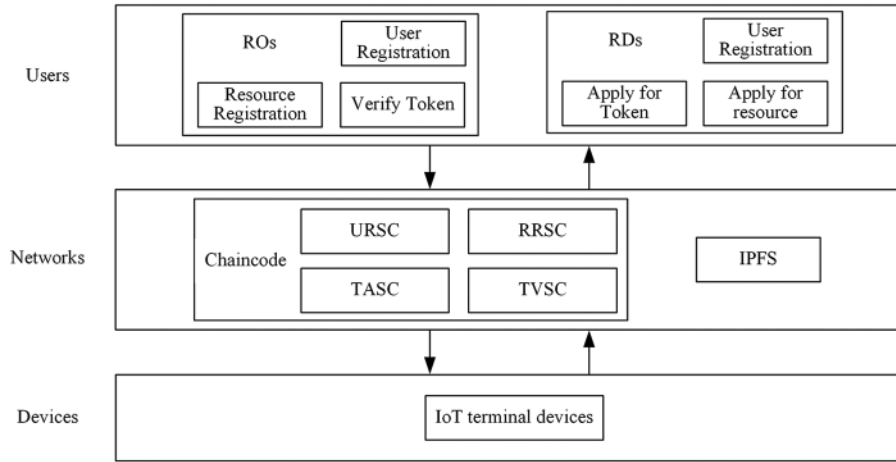 Users
ROs
User
Registration
Resource
Registration
Verify Token
RDs
User
Registration
Apply for
Token
Apply for
resource
Networks
Chaincode
URSC
RRSC
TASC
TVSC
IPFS
Devices
IoT terminal devices